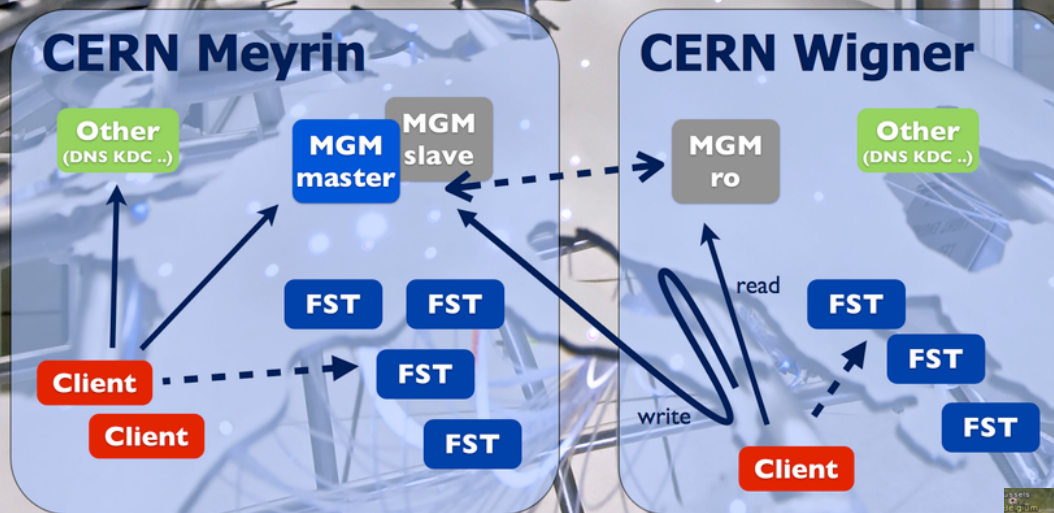 CERN Meyrin
CERN Wigner
Other
(DNS KDC ..)
MGM
master
MGM
slave
MGM
ro
Other
(DNS KDC ..)
FST
FST
FST
FST
Client
Client
read
write
FST
FST
FST
Client